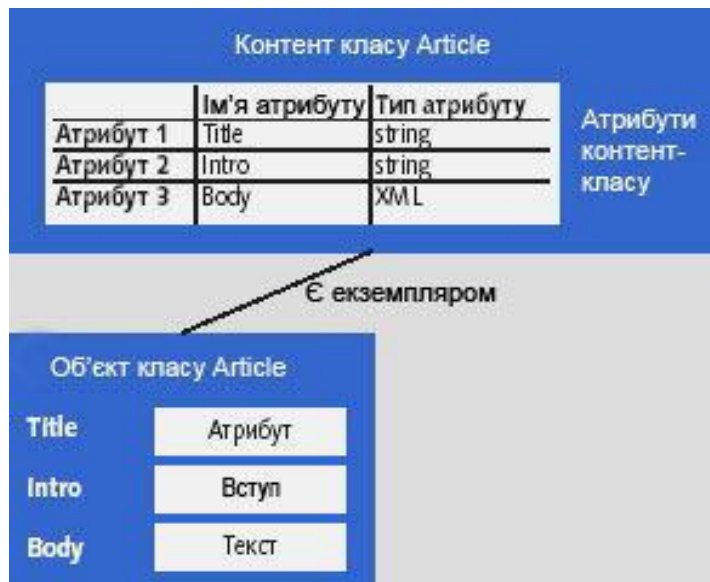 Контент класу Article
Ім'я атрибуту Тип атрибуту
Атрибут 1 Title string
Атрибут 2 Intro string
Атрибут 3 Body XML
Атрибути
контент-
класу
Є екземпляром
Об'єкт класу Article
Title Атрибут
Intro Вступ
Body Текст